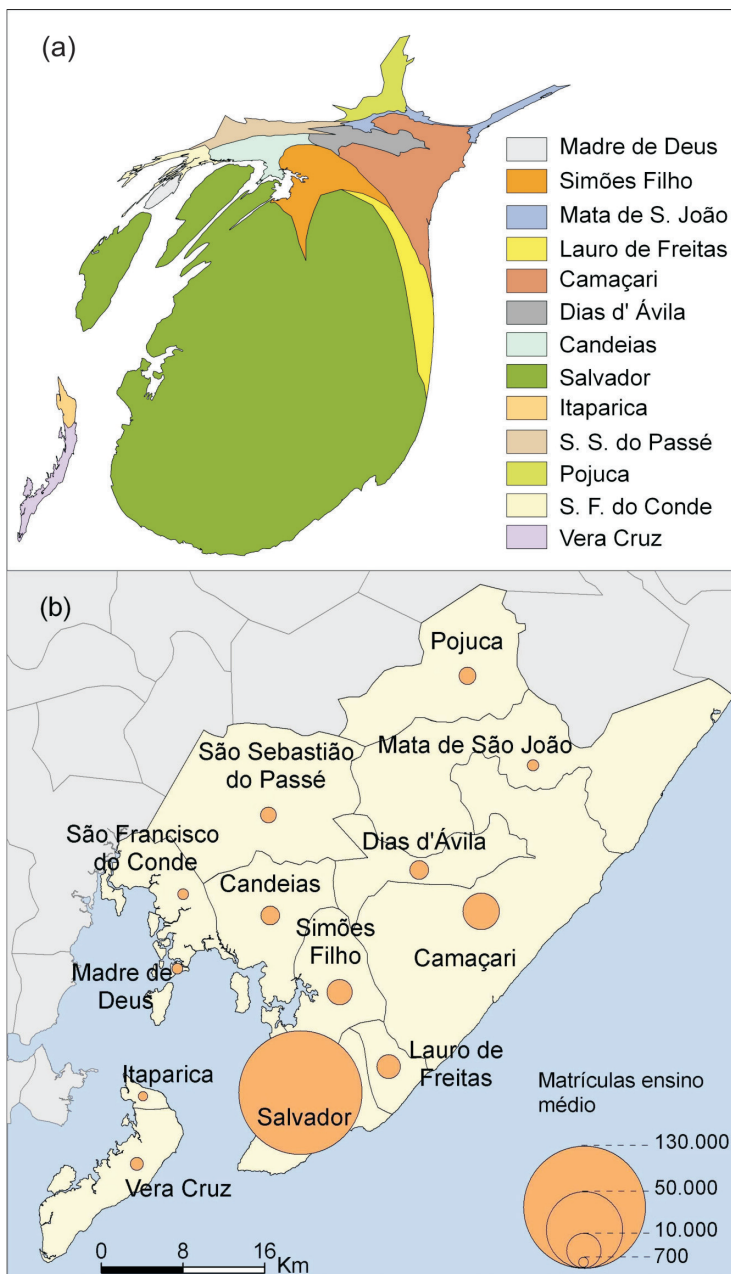 (a)
Madre de Deus
Simões Filho
Mata de S. João
Lauro de Freitas
Camaçari
Dias d' Ávila
Candeias
Salvador
Itaparica
S. S. do Passé
Pojuca
S. F. do Conde
Vera Cruz
(b)
Pojuca
São Sebastião
do Passé
Mata de São João
São Francisco
do Conde
Dias d'Ávila
Candeias
Simões
Filho
Camaçari
Madre de
Deus
Lauro de
Freitas
Itaparica
Salvador
Vera Cruz
Matrículas ensino
médio
130.000
50.000
10.000
700
0 8 16
Km